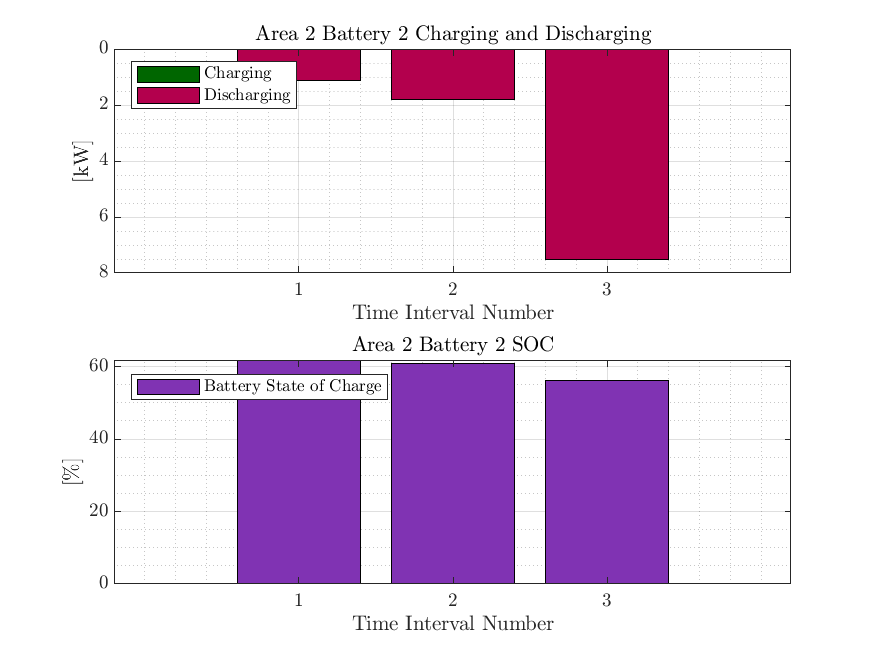 Area 2 Battery 2 Charging and Discharging
0
2
4
6
8
[kW]
Charging
Discharging
1 2 3
Time Interval Number
Area 2 Battery 2 SOC
60
40
20
0
[%]
Battery State of Charge
1 2 3
Time Interval Number